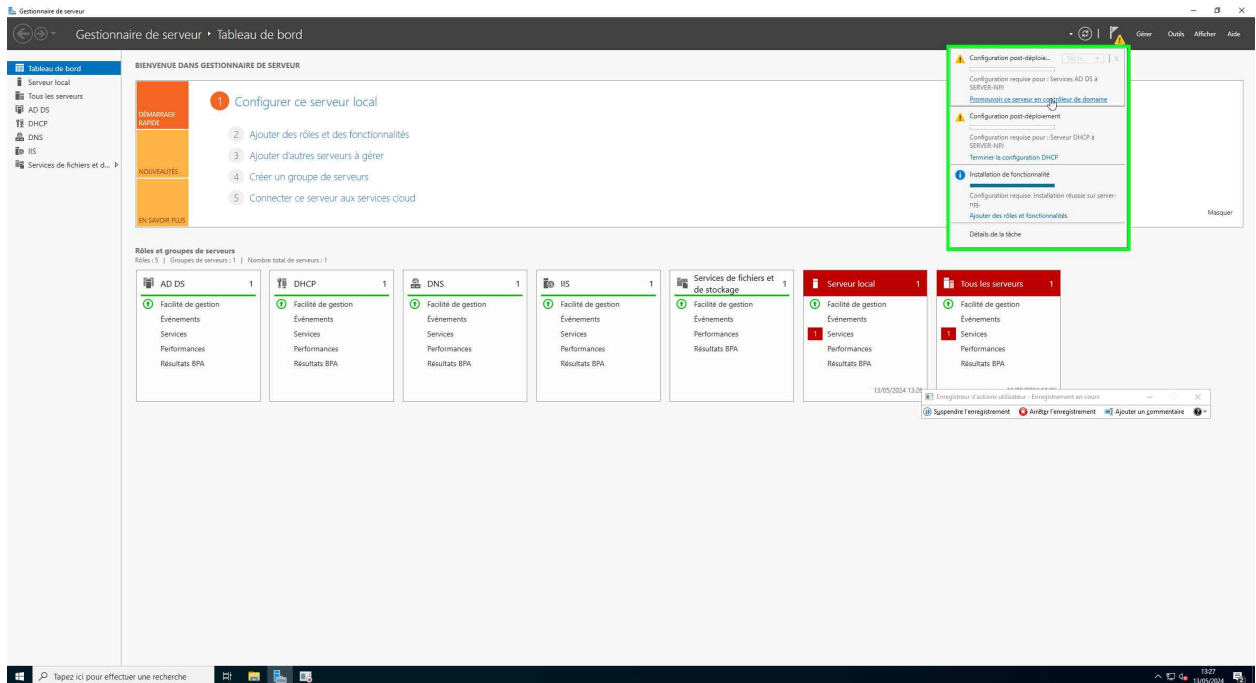 Gestionnaire de serveur
Gestionnaire de serveur • Tableau de bord
Gérer Outils Afficher Aide
Tableau de bord
Serveur local
Tous les serveurs
AD DS
DHCP
DNS
IIS
Services de fichiers et d...
BIENVENUE DANS GESTIONNAIRE DE SERVEUR
DÉMARRAGE
RAPIDE
NOUVEAUTÉS
EN SAVOIR PLUS
1 Configurer ce serveur local
2 Ajouter des rôles et des fonctionnalités
3 Ajouter d'autres serveurs à gérer
4 Créer un groupe de serveurs
5 Connecter ce serveur aux services cloud
Configuration post-déploie...
Configuration requise pour : Services AD DS à
SERVER-NPJ
Promouvoir ce serveur en contrôleur de domaine
Configuration post-déploiement
Configuration requise pour : Serveur DHCP à
SERVER-NPJ
Terminer la configuration DHCP
Installation de fonctionnalité
Configuration requise. Installation réussie sur server-
npj.
Ajouter des rôles et fonctionnalités
Détails de la tâche
Masquer
Rôles et groupes de serveurs
Rôles : 5 | Groupes de serveurs : 1 | Nombre total de serveurs : 1
AD DS 1
Facilité de gestion
Événements
Services
Performances
Résultats BPA
DHCP 1
Facilité de gestion
Événements
Services
Performances
Résultats BPA
DNS 1
Facilité de gestion
Événements
Services
Performances
Résultats BPA
IIS 1
Facilité de gestion
Événements
Services
Performances
Résultats BPA
Services de fichiers et
de stockage 1
Facilité de gestion
Événements
Performances
Résultats BPA
Serveur local 1
Facilité de gestion
Événements
1 Services
Performances
Résultats BPA
13/05/2024 13:26
Tous les serveurs 1
Facilité de gestion
Événements
1 Services
Performances
Résultats BPA
Enregistreur d'actions utilisateur - Enregistrement en cours
Suspendre l'enregistrement Arrêter l'enregistrement Ajouter un commentaire
Tapez ici pour effectuer une recherche
13:27
13/05/2024